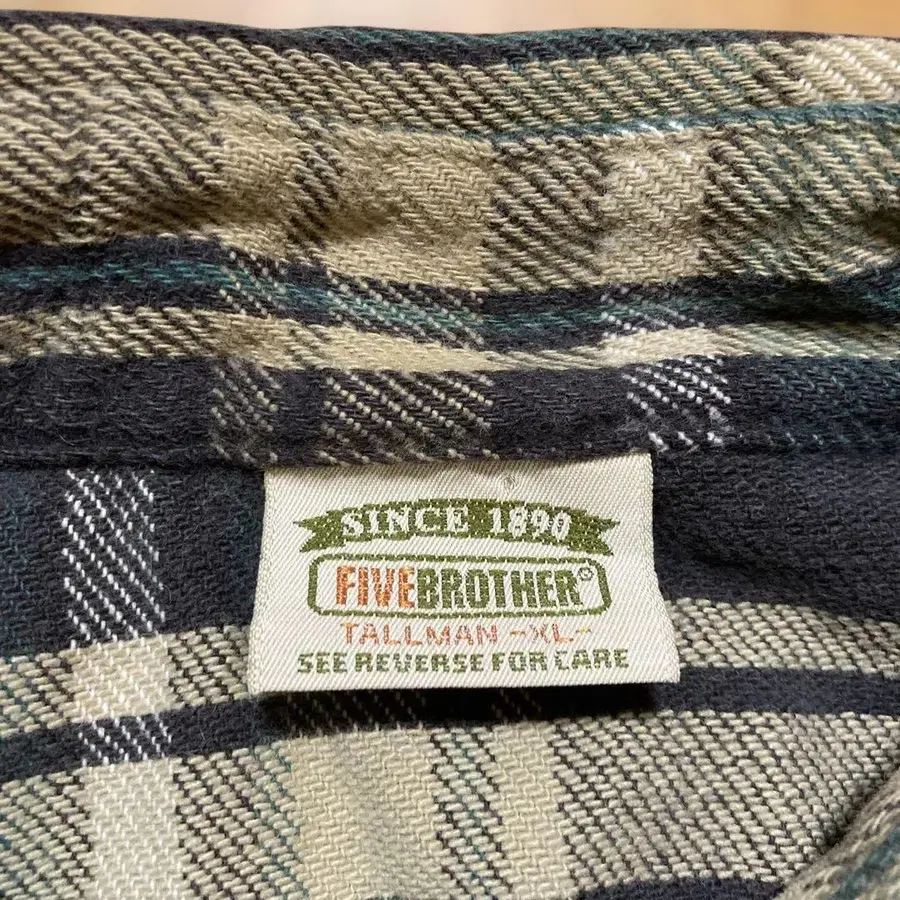 SINCE 1890
FIVEBROTHER
TALLMAN -XL-
SEE REVERSE FOR CARE